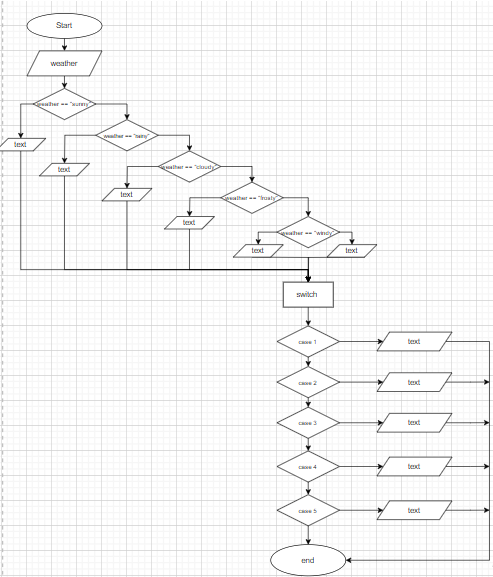 Start
weather
weather == "sunny"
text
weather == "rainy"
text
weather == "cloudy"
text
weather == "frosty"
text
weather == "windy"
text
text
switch
case 1
text
case 2
text
case 3
text
case 4
text
case 5
text
end